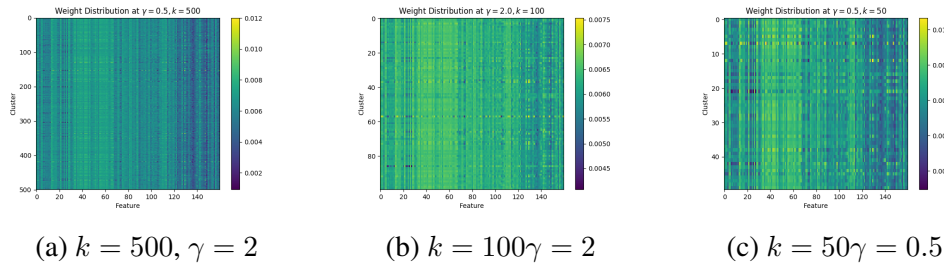 Weight Distribution at γ = 0.5, k = 500
0
100
200
300
400
500
Cluster
0 20 40 60 80 100 120 140
Feature
0.012
0.010
0.008
0.006
0.004
0.002
Weight Distribution at γ = 2.0, k = 100
0
20
40
60
80
Cluster
0 20 40 60 80 100 120 140
Feature
0.0075
0.0070
0.0065
0.0060
0.0055
0.0050
0.0045
Weight Distribution at γ = 0.5, k = 50
0
10
20
30
40
Cluster
0 20 40 60 80 100 120 140
Feature
(a) k = 500, γ = 2
(b) k = 100γ = 2
(c) k = 50γ = 0.5